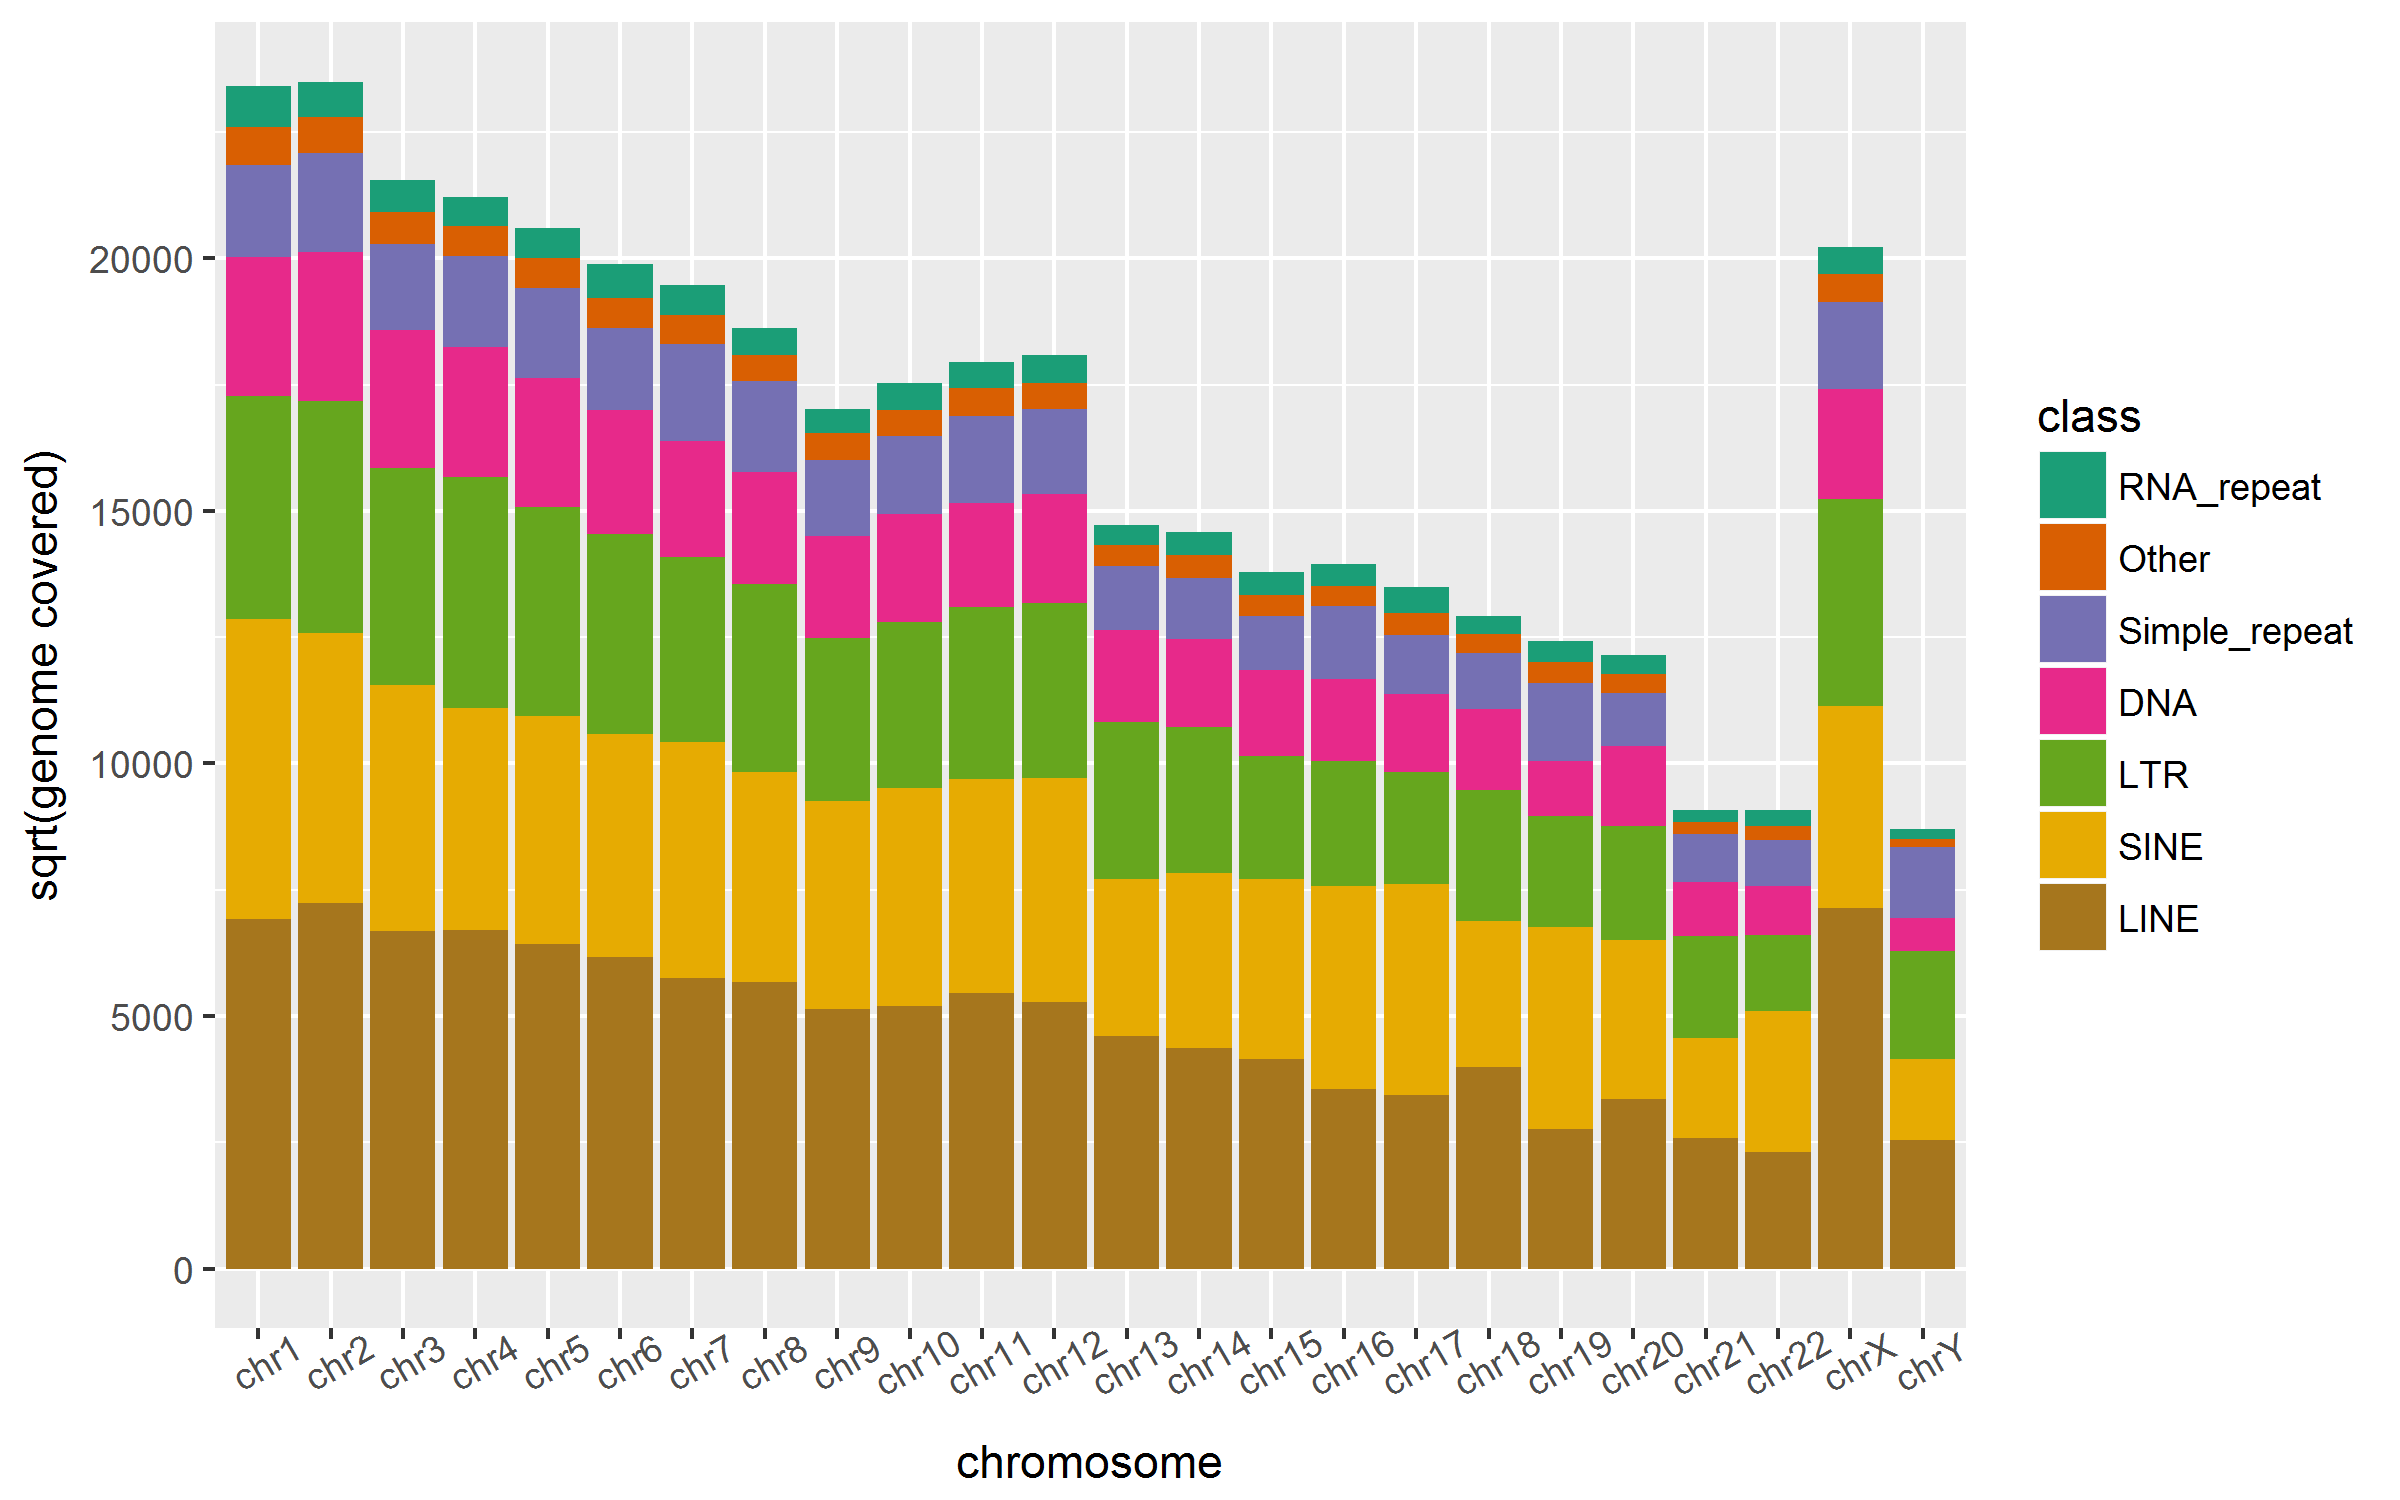 sqrt(genome covered)
20000
15000
10000
5000
0
chr1 chr2 chr3 chr4 chr5 chr6 chr7 chr8 chr9 chr10 chr11 chr12 chr13 chr14 chr15 chr16 chr17 chr18 chr19 chr20 chr21 chr22 chrX chrY
chromosome
class
RNA_repeat
Other
Simple_repeat
DNA
LTR
SINE
LINE